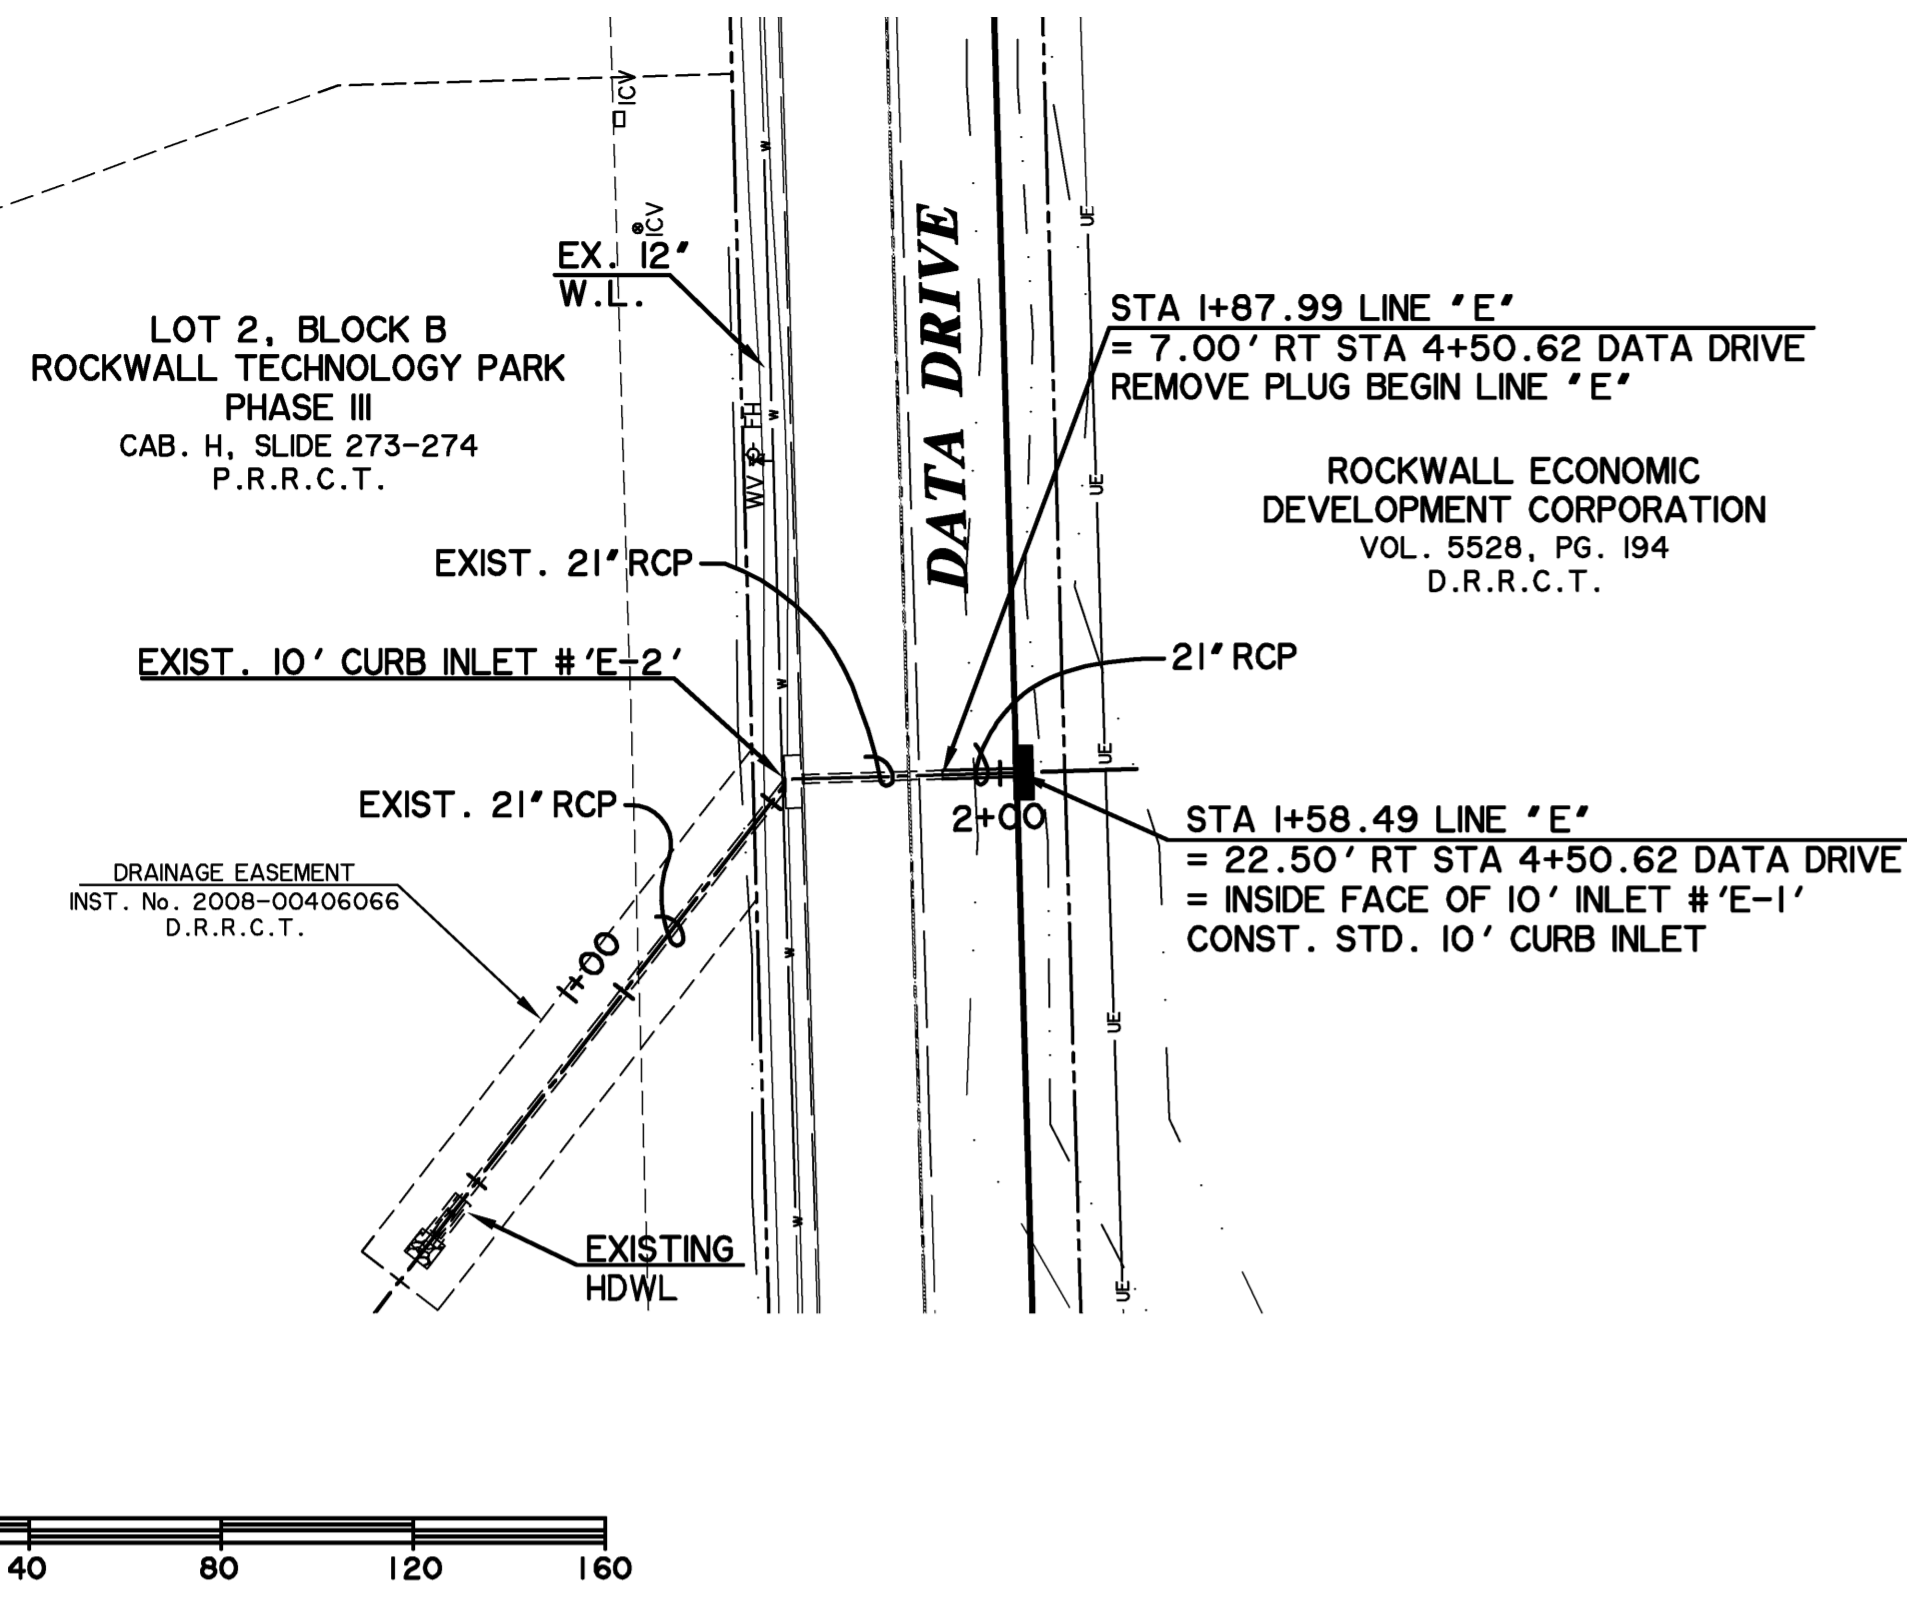 ICV
ICV
EX. 12"
W.L.
DATA DRIVE
UE
W
LOT 2, BLOCK B
ROCKWALL TECHNOLOGY PARK
PHASE III
CAB. H, SLIDE 273-274
P.R.R.C.T.
STA 1+87.99 LINE "E"
= 7.00' RT STA 4+50.62 DATA DRIVE
REMOVE PLUG BEGIN LINE "E"
FH
WV
W
UE
ROCKWALL ECONOMIC
DEVELOPMENT CORPORATION
VOL. 5528, PG. 194
D.R.R.C.T.
EXIST. 21" RCP
EXIST. 10' CURB INLET #'E-2'
W
21" RCP
UE
EXIST. 21" RCP
2+00
STA 1+58.49 LINE "E"
= 22.50' RT STA 4+50.62 DATA DRIVE
= INSIDE FACE OF 10' INLET #'E-1'
CONST. STD. 10' CURB INLET
DRAINAGE EASEMENT
INST. No. 2008-00406066
D.R.R.C.T.
1+00
W
UE
W
EXISTING
HDWL
UE
40 80 120 160